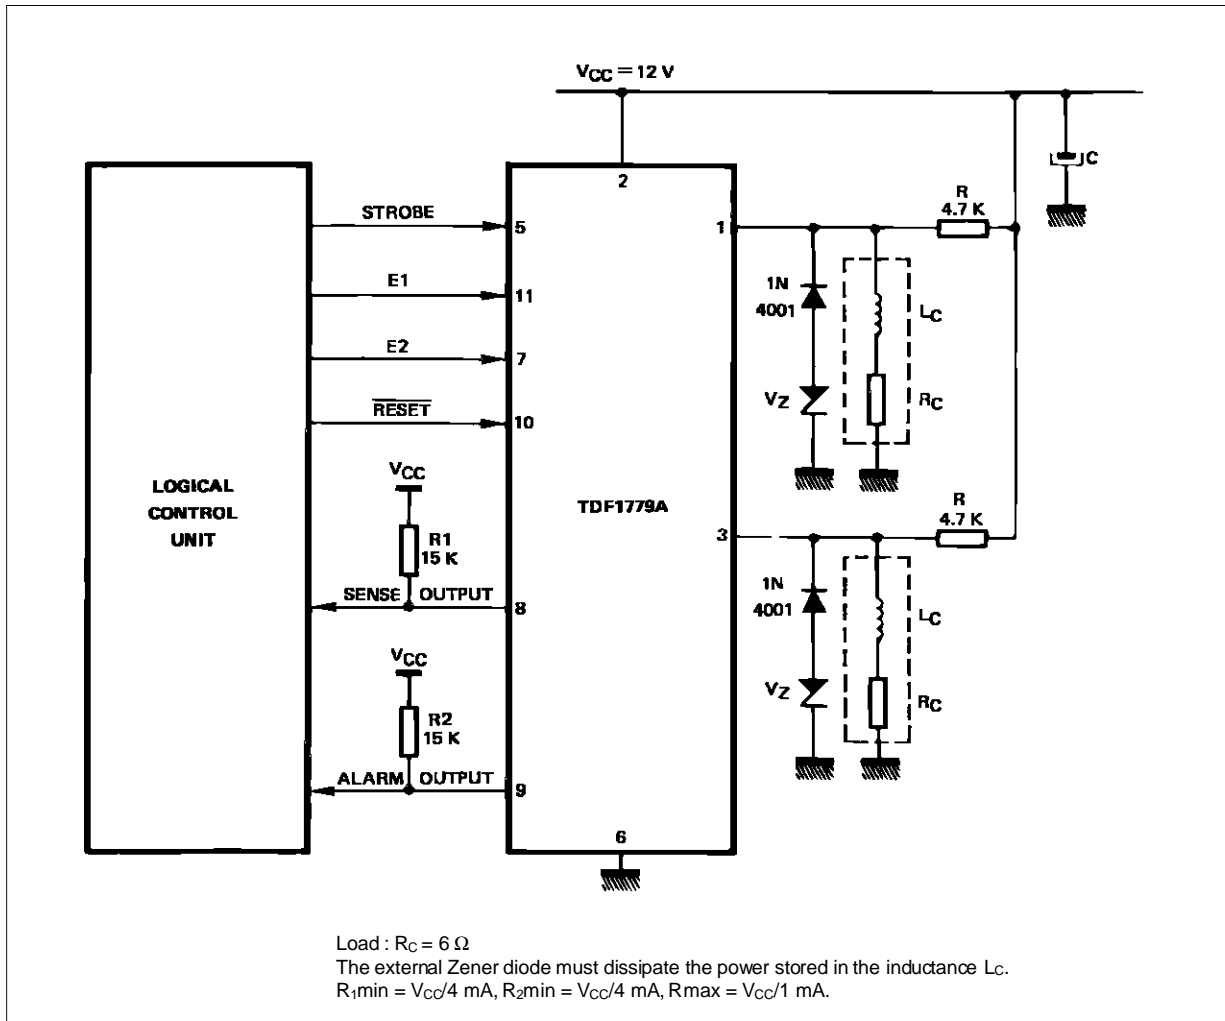 VCC = 12 V
C
2
R
4.7 K
STROBE
5
1
E1
11
1N
4001
LC
E2
7
VZ
RC
RESET
10
VCC
LOGICAL
CONTROL
UNIT
R1
15 K
TDF1779A
R
4.7 K
3
SENSE OUTPUT
8
1N
4001
LC
VCC
VZ
RC
R2
15 K
ALARM OUTPUT
9
6
Load : RC = 6 Ω
The external Zener diode must dissipate the power stored in the inductance LC.
R1min = VCC/4 mA, R2min = VCC/4 mA, Rmax = VCC/1 mA.